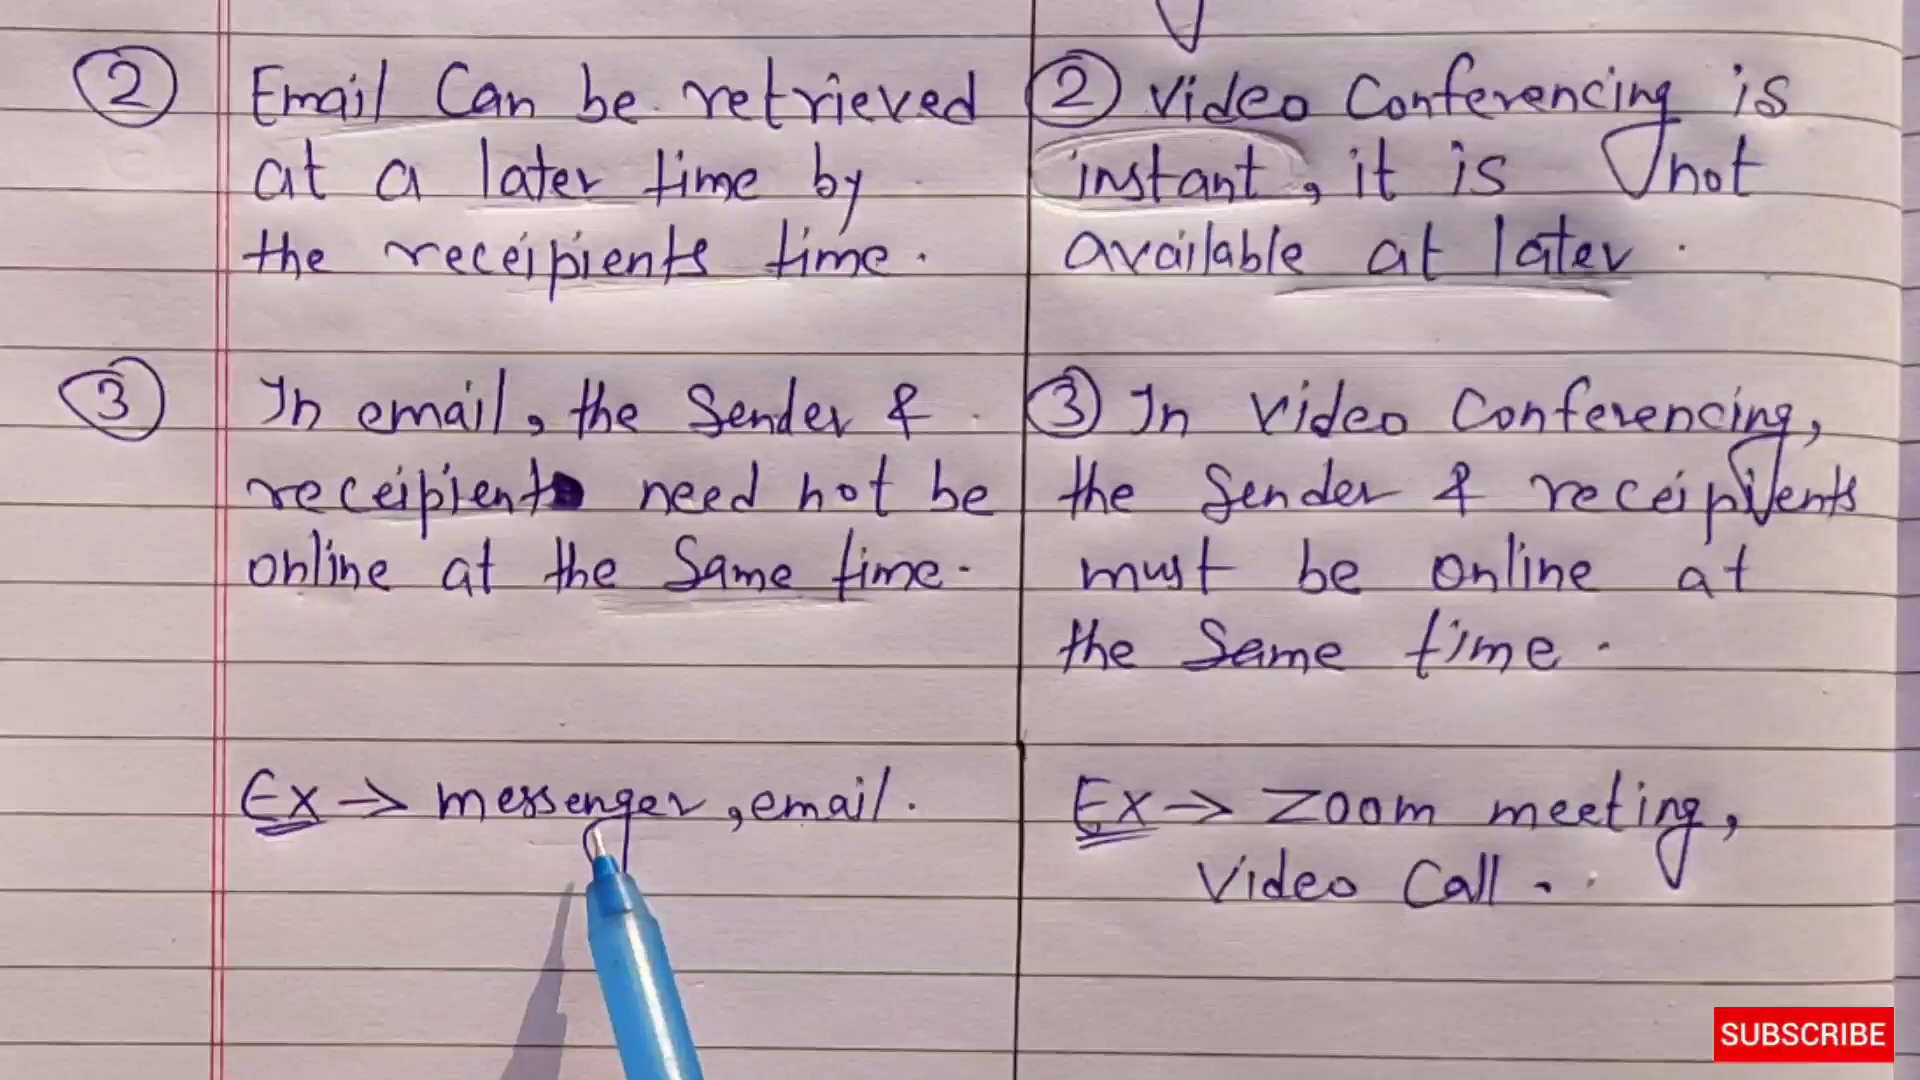 ② Email Can be retrieved
at a later time by
the receipients time.
③ In email, the Sender &
receipient need not be
online at the Same time.
Ex → messenger, email.
② Video Conferencing is
instant, it is not
available at later.
③ In Video Conferencing,
the Sender & receipients
must be online at
the Same time.
Ex → Zoom meeting,
Video Call.
SUBSCRIBE